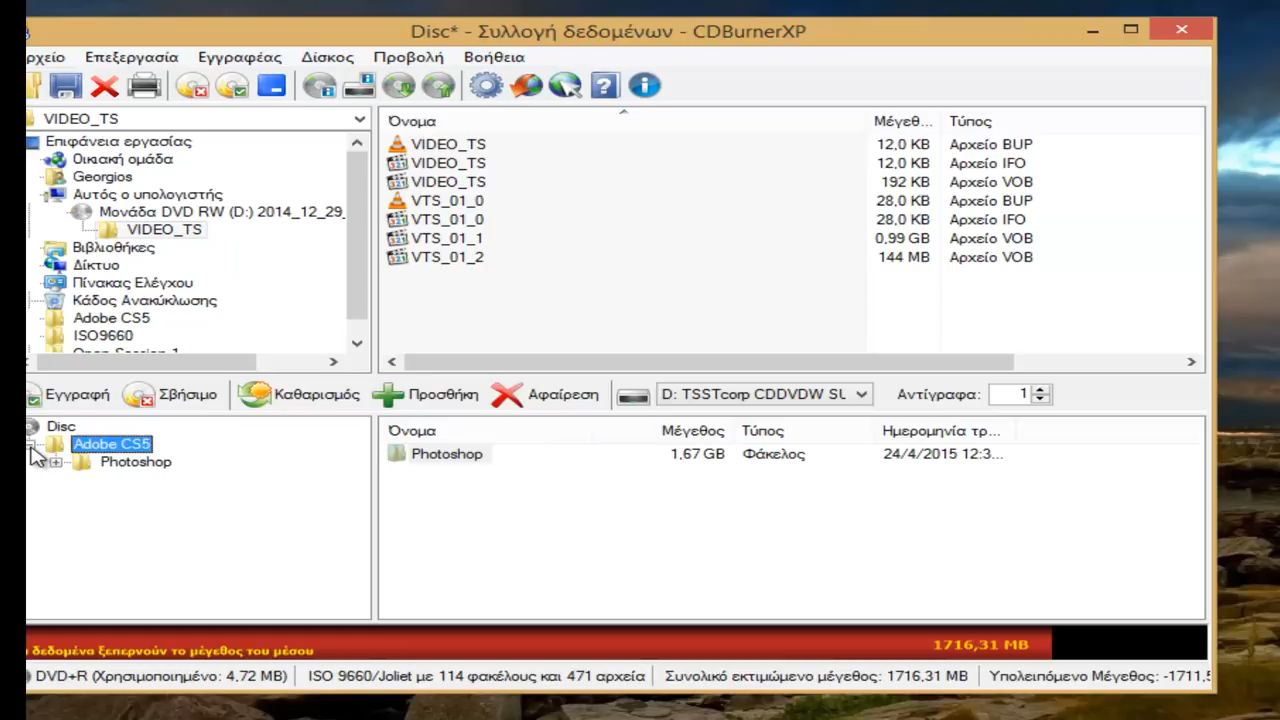 Disc* - Συλλογή δεδομένων - CDBurnerXP
ρχείο Επεξεργασία Εγγραφέας Δίσκος Προβολή Βοήθεια
VIDEO_TS
Επιφάνεια εργασίας
Οικιακή ομάδα
Georgios
Αυτός ο υπολογιστής
Μονάδα DVD RW (D:) 2014_12_29_
VIDEO_TS
Βιβλιοθήκες
Δίκτυο
Πίνακας Ελέγχου
Κάδος Ανακύκλωσης
Adobe CS5
ISO9660
Open Session 1
Όνομα Μέγεθ... Τύπος
VIDEO_TS 12,0 KB Αρχείο BUP
VIDEO_TS 12,0 KB Αρχείο IFO
VIDEO_TS 192 KB Αρχείο VOB
VTS_01_0 28,0 KB Αρχείο BUP
VTS_01_0 28,0 KB Αρχείο IFO
VTS_01_1 0,99 GB Αρχείο VOB
VTS_01_2 144 MB Αρχείο VOB
Εγγραφή Σβήσιμο Καθαρισμός Προσθήκη Αφαίρεση D: TSSTcorp CDDVDW SL Αντίγραφα: 1
Disc
Adobe CS5
Photoshop
Όνομα Μέγεθος Τύπος Ημερομηνία τρ...
Photoshop 1,67 GB Φάκελος 24/4/2015 12:3...
δεδομένα ξεπερνούν το μέγεθος του μέσου 1716,31 MB
DVD+R (Χρησιμοποιημένο: 4,72 MB) ISO 9660/Joliet με 114 φακέλους και 471 αρχεία Συνολικό εκτιμώμενο μέγεθος: 1716,31 MB Υπολειπόμενο Μέγεθος: -1711,5